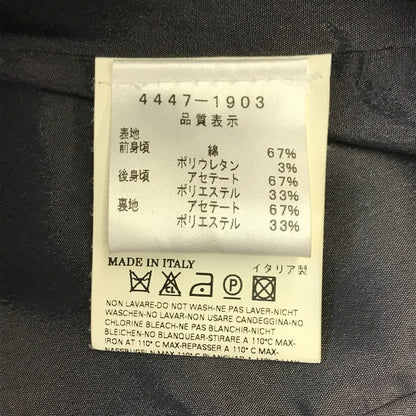 4447-1903
品質表示
表地
前身頃 綿 67%
ポリウレタン 3%
後身頃 アセテート 67%
ポリエステル 33%
裏地 アセテート 67%
ポリエステル 33%
MADE IN ITALY イタリア製
NON LAVARE-DO NOT WASH-NE PAS LAVER-NICHT
WASCHEN-NO LAVAR-NON USARE CANDEGGINA-NO
CHLORINE BLEACH-NE PAS BLANCHIR-NICHT
BLEICHEN-NO BLANQUEAR-STIRARE A 110° C MAX-
IRON AT 110° C MAX-REPASSER A 110° C MAX-
A 110° C MAX-